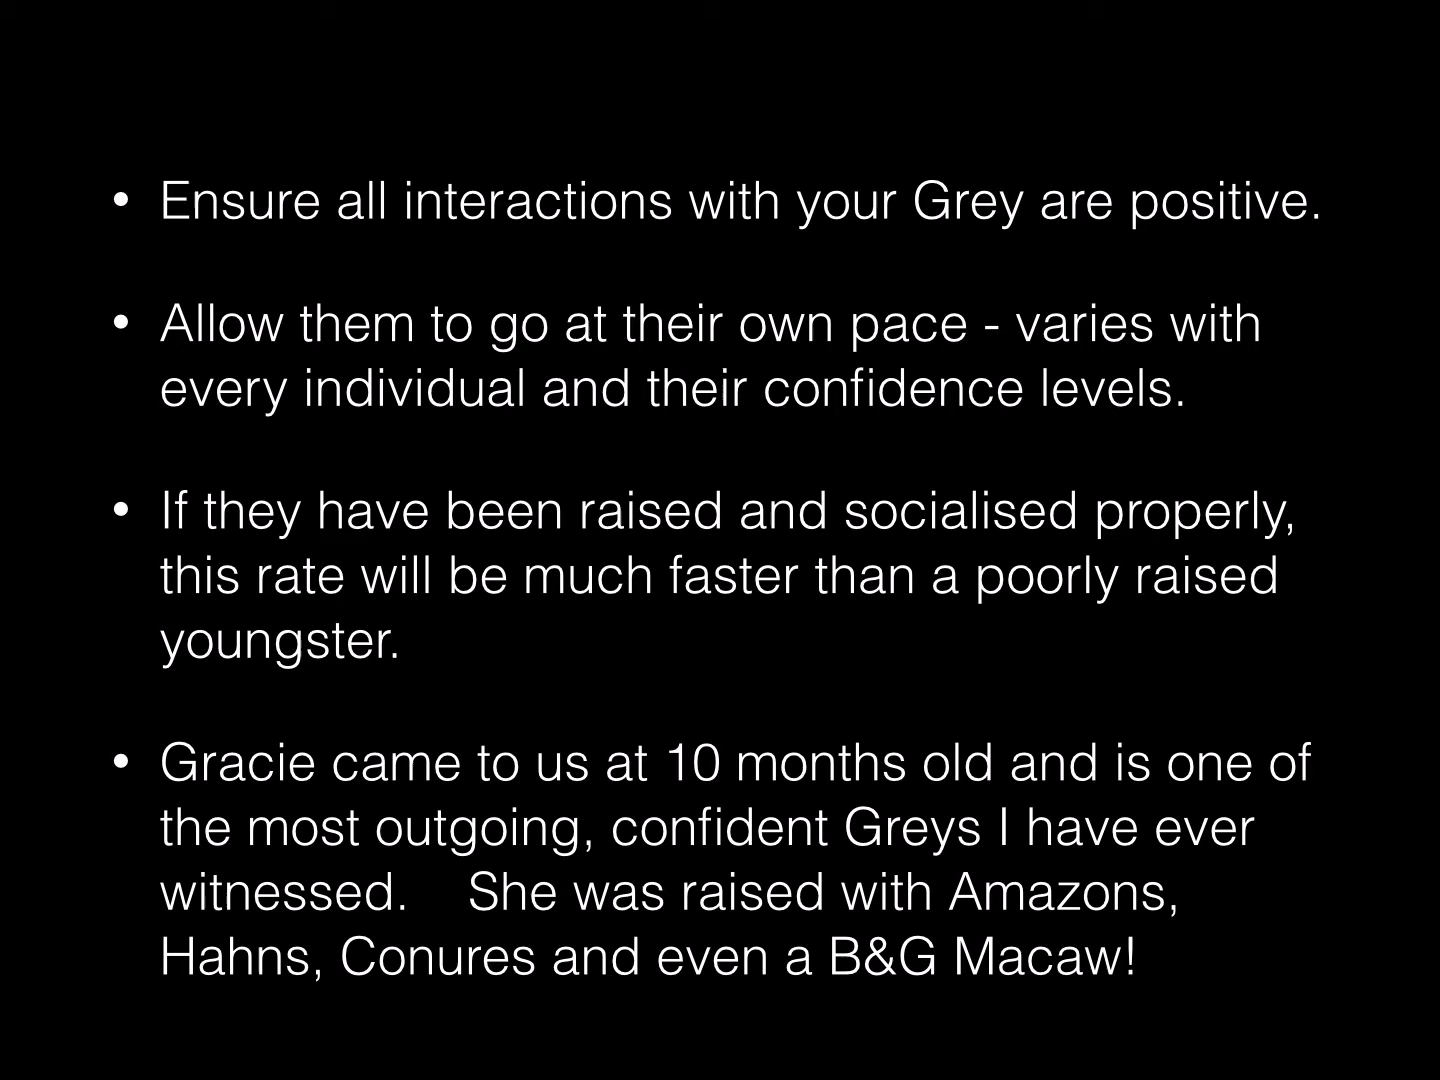 • Ensure all interactions with your Grey are positive.
• Allow them to go at their own pace - varies with
every individual and their confidence levels.
• If they have been raised and socialised properly,
this rate will be much faster than a poorly raised
youngster.
• Gracie came to us at 10 months old and is one of
the most outgoing, confident Greys I have ever
witnessed.    She was raised with Amazons,
Hahns, Conures and even a B&G Macaw!